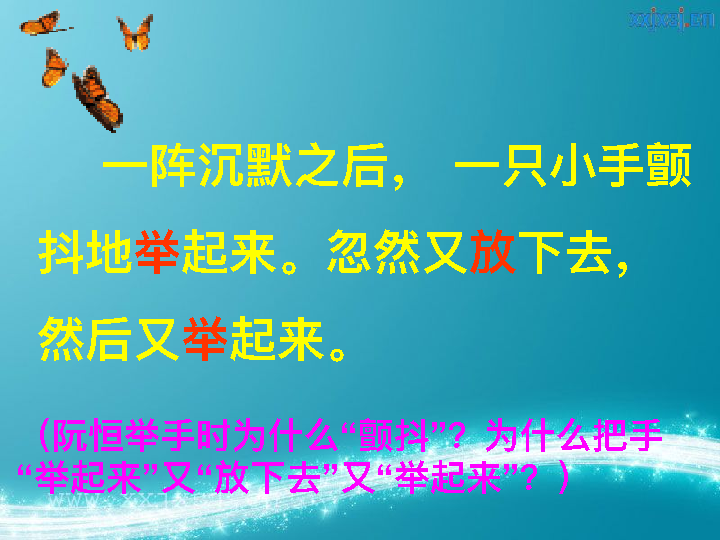 xdjxsj.cn
一阵沉默之后， 一只小手颤
抖地举起来。忽然又放下去，
然后又举起来。
（阮恒举手时为什么“颤抖”？为什么把手
“举起来”又“放下去”又“举起来”？）